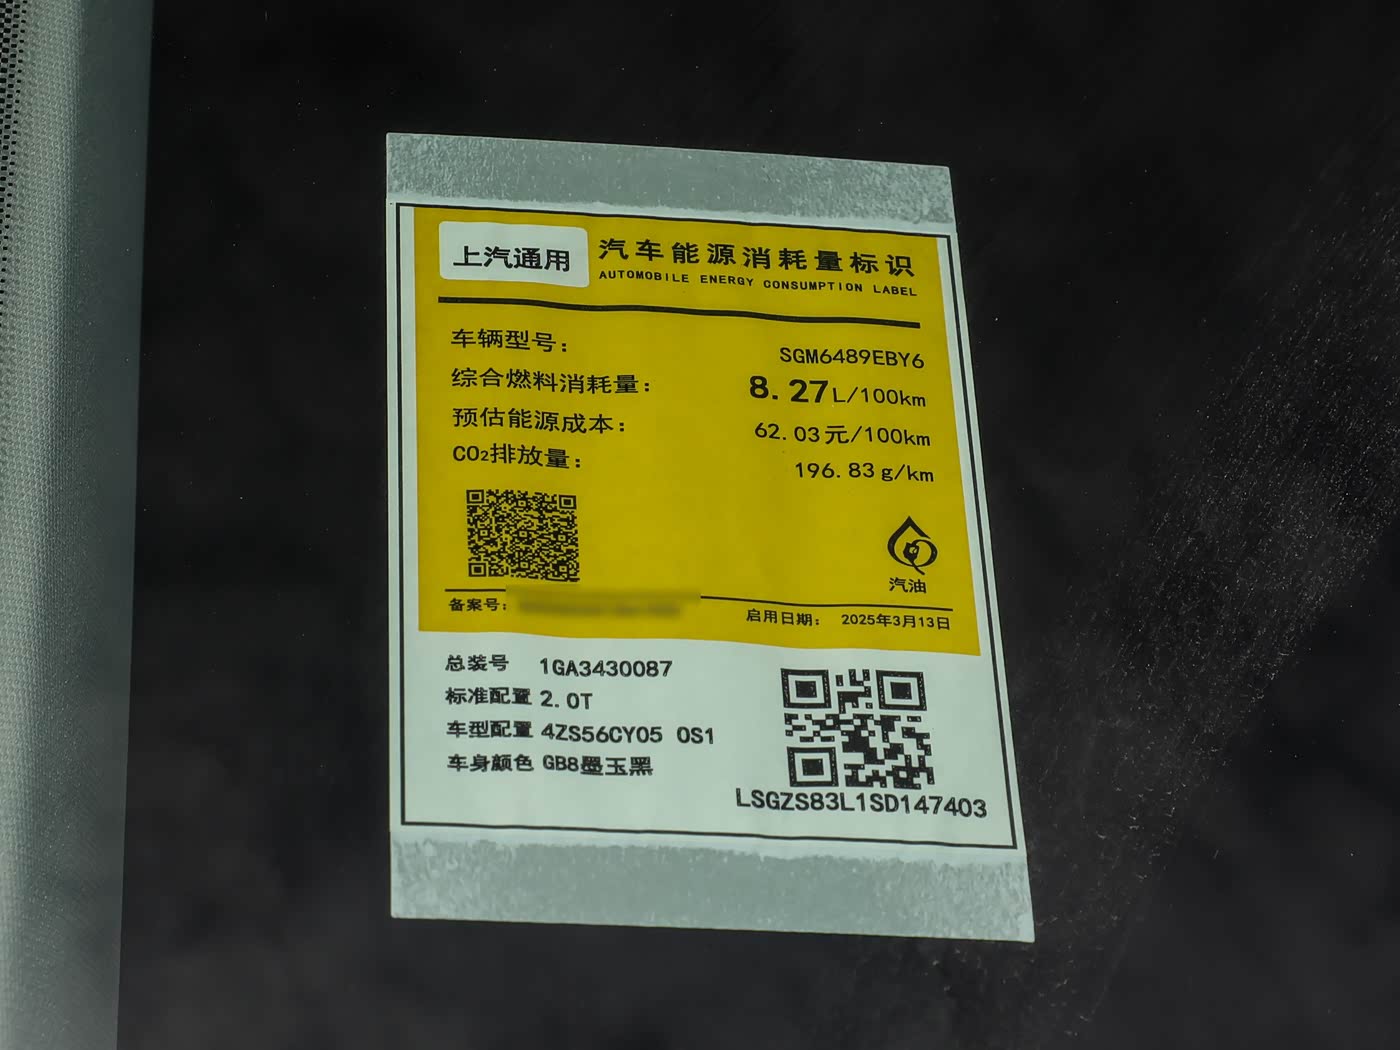 上汽通用
汽车能源消耗量标识
AUTOMOBILE ENERGY CONSUMPTION LABEL
车辆型号: SGM6489EBY6
综合燃料消耗量: 8.27L/100km
预估能源成本: 62.03元/100km
CO₂排放量: 196.83g/km
汽油
备案号:
启用日期: 2025年3月13日
总装号 1GA3430087
标准配置 2.0T
车型配置 4ZS56CY05 0S1
车身颜色 GB8墨玉黑
LSGZS83L1SD147403